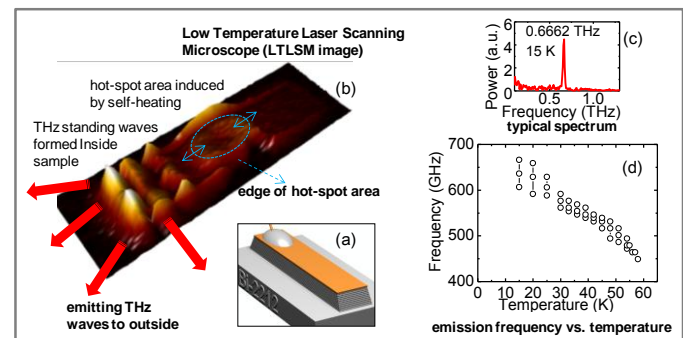 Low Temperature Laser Scanning
Microscope (LTLSM image)
hot-spot area induced
by self-heating
(b)
THz standing waves
formed Inside
sample
edge of hot-spot area
(a)
emitting THz
waves to outside
Power (a.u.)
6
4
2
0
0.6662 THz
15 K
(c)
0.5
1.0
Frequency (THz)
typical spectrum
Frequency (GHz)
700
600
500
400
(d)
0 10 20 30 40 50 60
Temperature (K)
emission frequency vs. temperature